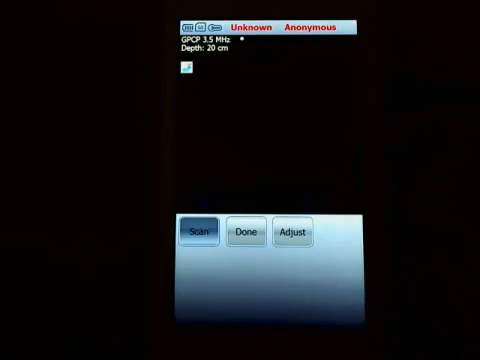 Unknown Anonymous
GPCP 3.5 MHz
Depth: 20 cm
Scan Done Adjust